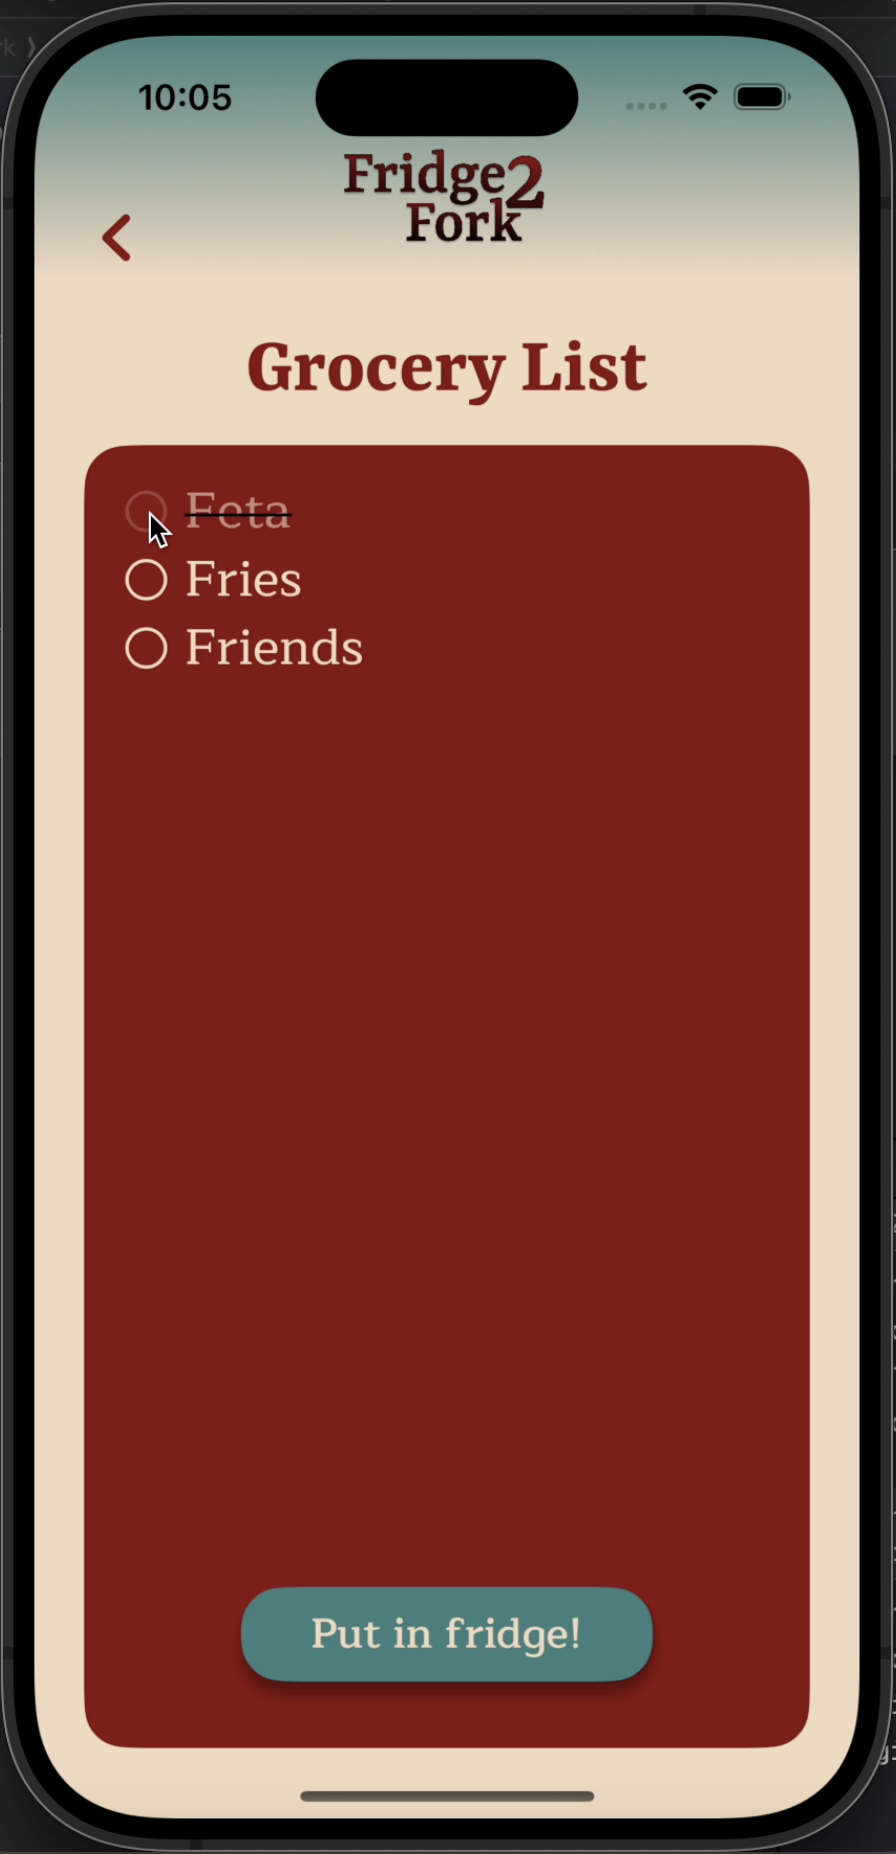 10:05
Fridge2
Fork
Grocery List
Feta
Fries
Friends
Put in fridge!